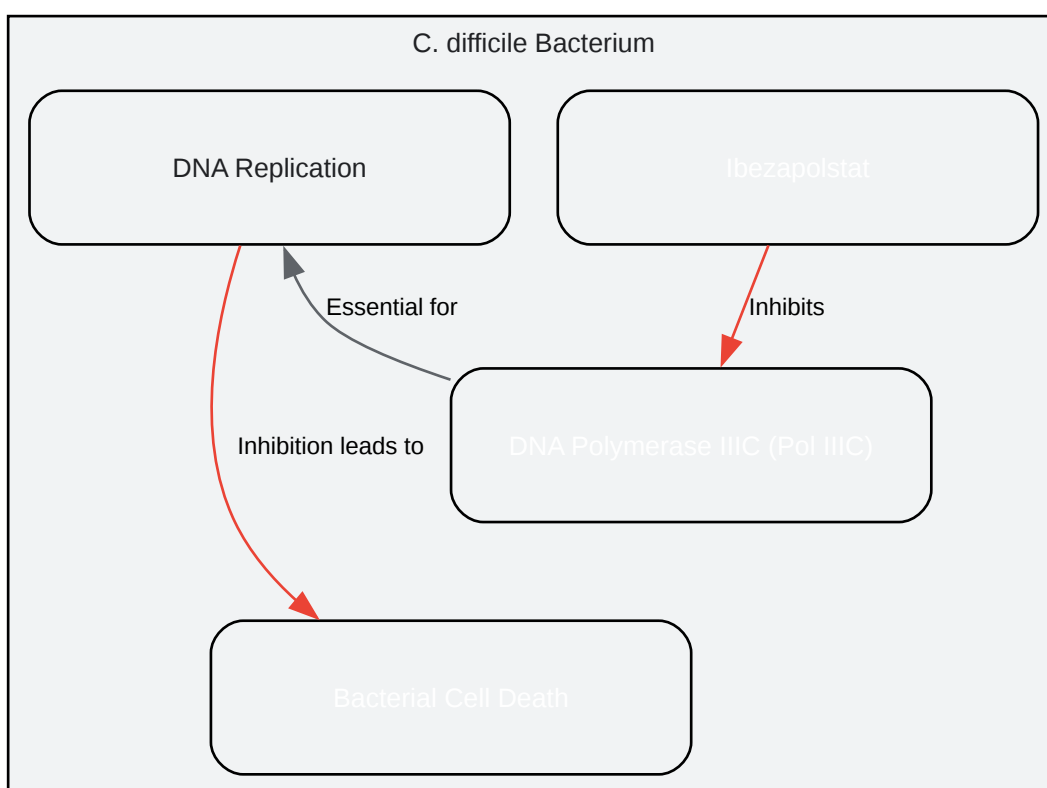 C. difficile Bacterium
DNA Replication
Ibezapolstat
Essential for
Inhibits
DNA Polymerase IIIC (Pol IIIC)
Inhibition leads to
Bacterial Cell Death